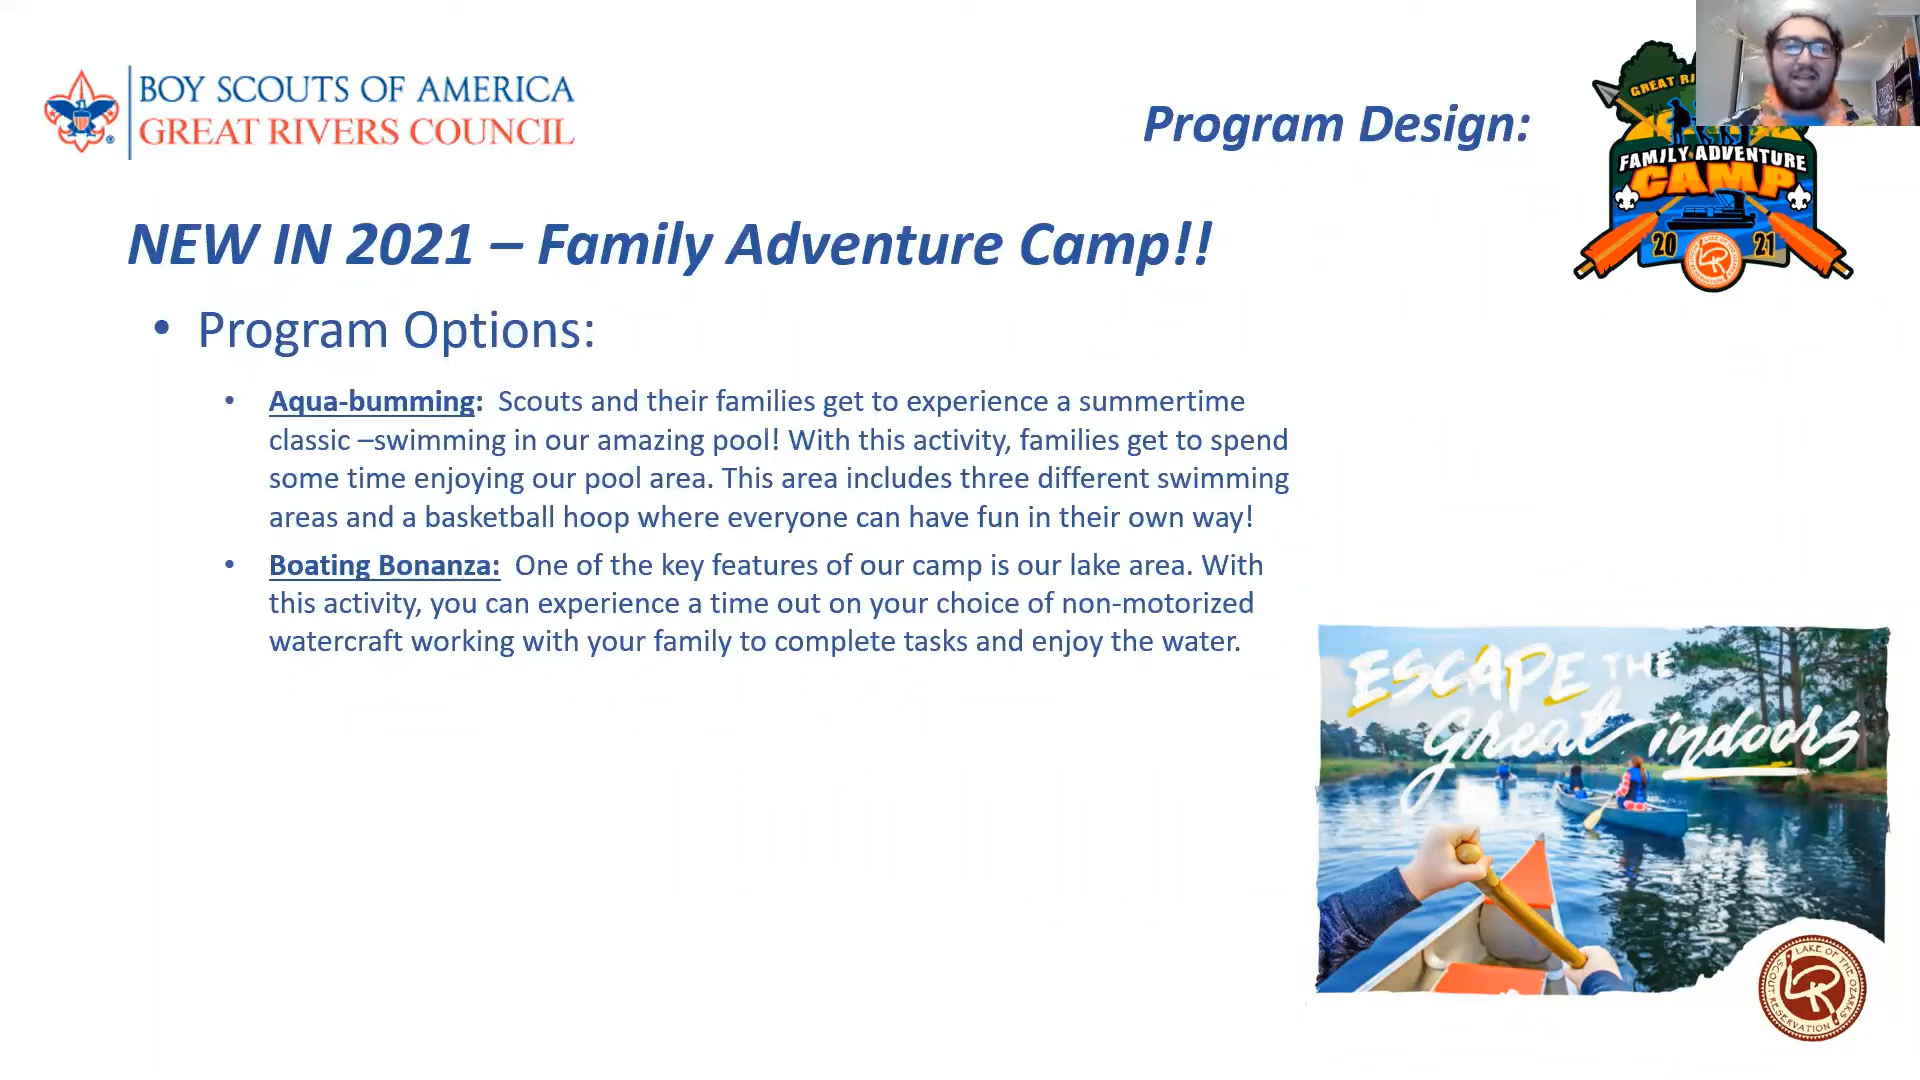 BOY SCOUTS OF AMERICA
GREAT RIVERS COUNCIL
Program Design:
GREAT RI
FAMILY ADVENTURE
CAMP
20 21
NEW IN 2021 – Family Adventure Camp!!
• Program Options:
• Aqua-bumming: Scouts and their families get to experience a summertime
classic –swimming in our amazing pool! With this activity, families get to spend
some time enjoying our pool area. This area includes three different swimming
areas and a basketball hoop where everyone can have fun in their own way!
• Boating Bonanza: One of the key features of our camp is our lake area. With
this activity, you can experience a time out on your choice of non-motorized
watercraft working with your family to complete tasks and enjoy the water.
ESCAPE THE
Great indoors
LAKE OF THE OZARKS
SCOUT RESERVATION